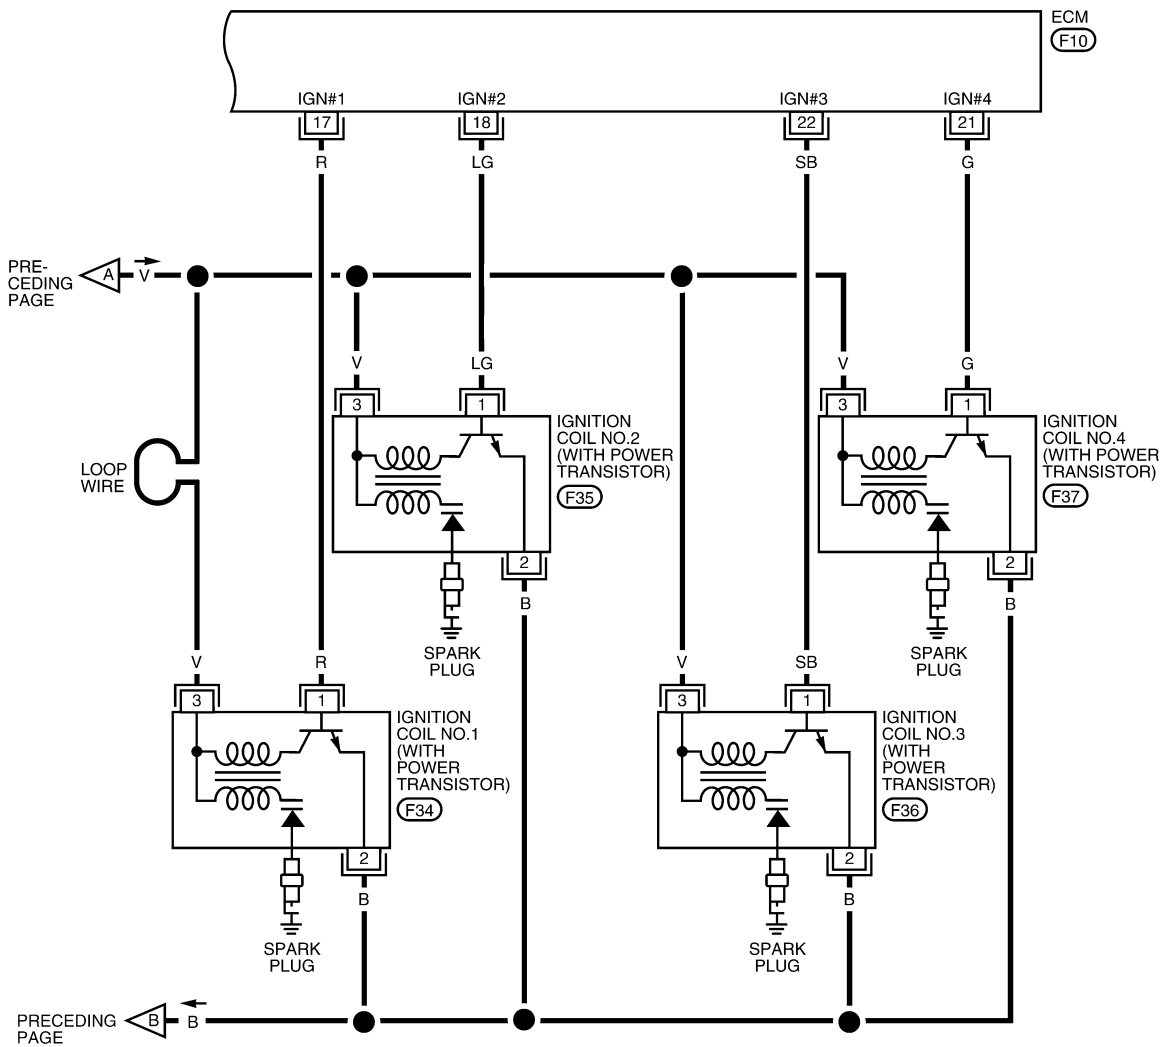 ECM
F10
IGN#1
IGN#2
IGN#3
IGN#4
17
18
22
21
R
LG
SB
G
PRE-
CEDING
PAGE
A
V
V
LG
V
G
3
1
3
1
IGNITION
COIL NO.2
(WITH POWER
TRANSISTOR)
F35
IGNITION
COIL NO.4
(WITH POWER
TRANSISTOR)
F37
LOOP
WIRE
2
2
B
B
SPARK
PLUG
SPARK
PLUG
V
R
V
SB
3
1
3
1
IGNITION
COIL NO.1
(WITH
POWER
TRANSISTOR)
F34
IGNITION
COIL NO.3
(WITH
POWER
TRANSISTOR)
F36
2
2
B
B
SPARK
PLUG
SPARK
PLUG
PRECEDING
PAGE
B
B